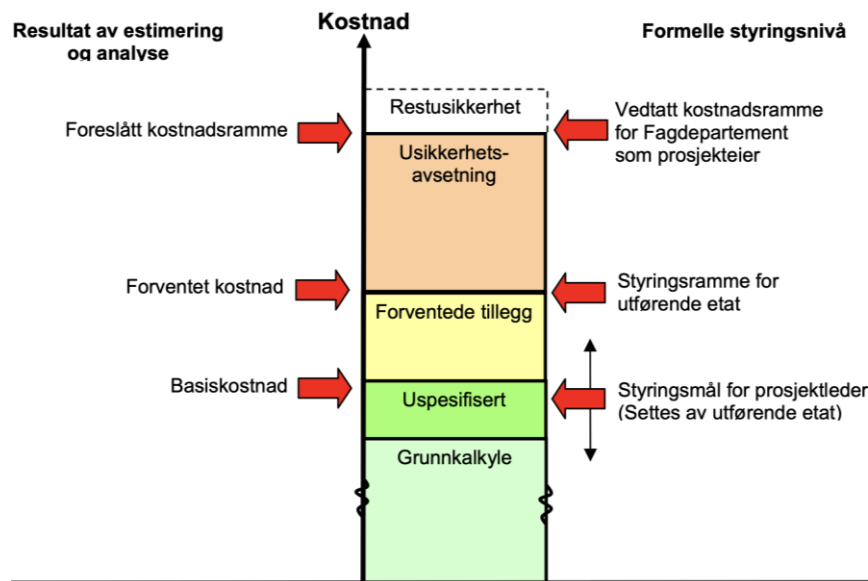 Resultat av estimering
og analyse
Kostnad
Formelle styringsnivå
Restusikkerhet
Foreslått kostnadsramme
Vedtatt kostnadsramme
for Fagdepartement
som prosjekteier
Usikkerhets-
avsetning
Forventet kostnad
Styringsramme for
utførende etat
Forventede tillegg
Basiskostnad
Styringsmål for prosjektleder
(Settes av utførende etat)
Uspesifisert
Grunnkalkyle